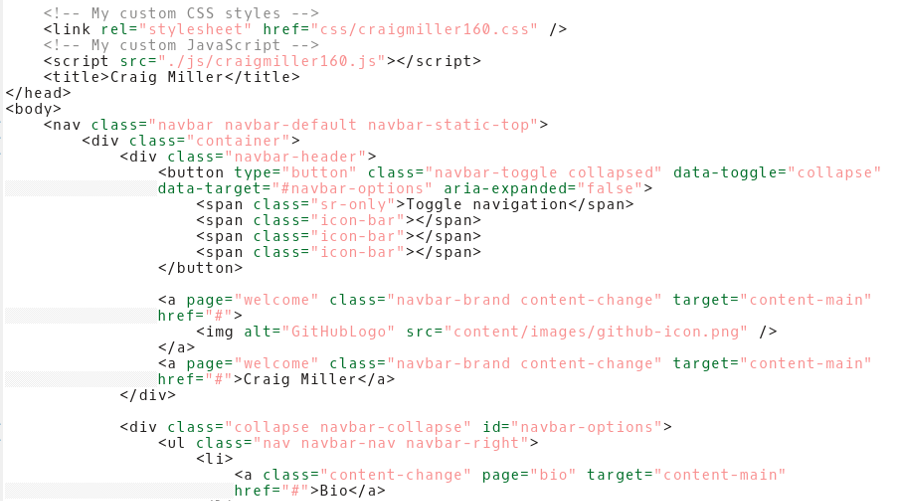 <!-- My custom CSS styles -->
<link rel="stylesheet" href="css/craigmiller160.css" />
<!-- My custom JavaScript -->
<script src="./js/craigmiller160.js"></script>
<title>Craig Miller</title>
</head>
<body>
<nav class="navbar navbar-default navbar-static-top">
<div class="container">
<div class="navbar-header">
<button type="button" class="navbar-toggle collapsed" data-toggle="collapse"
data-target="#navbar-options" aria-expanded="false">
<span class="sr-only">Toggle navigation</span>
<span class="icon-bar"></span>
<span class="icon-bar"></span>
<span class="icon-bar"></span>
</button>
<a page="welcome" class="navbar-brand content-change" target="content-main"
href="#">
<img alt="GitHubLogo" src="content/images/github-icon.png" />
</a>
<a page="welcome" class="navbar-brand content-change" target="content-main"
href="#">Craig Miller</a>
</div>
<div class="collapse navbar-collapse" id="navbar-options">
<ul class="nav navbar-nav navbar-right">
<li>
<a class="content-change" page="bio" target="content-main"
href="#">Bio</a>